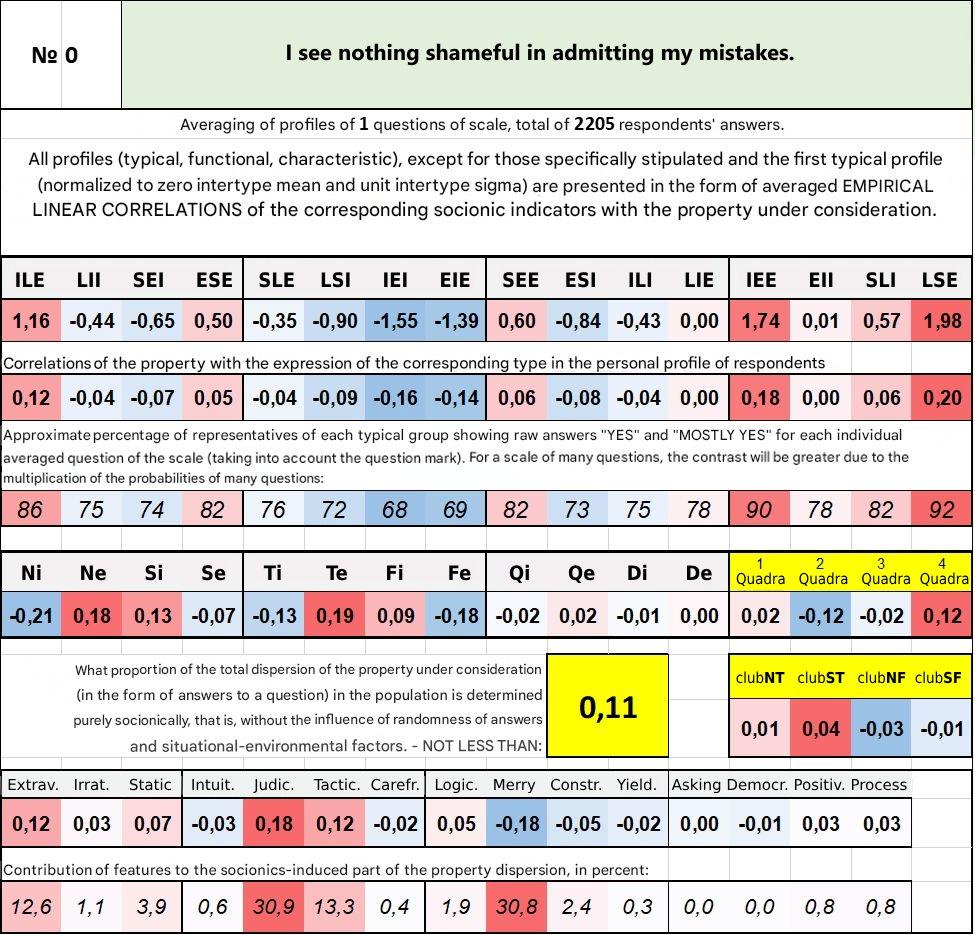 № 0
I see nothing shameful in admitting my mistakes.
Averaging of profiles of 1 questions of scale, total of 2205 respondents' answers.
All profiles (typical, functional, characteristic), except for those specifically stipulated and the first typical profile
(normalized to zero intertype mean and unit intertype sigma) are presented in the form of averaged EMPIRICAL
LINEAR CORRELATIONS of the corresponding socionic indicators with the property under consideration.
ILE LII SEI ESE SLE LSI IEI EIE SEE ESI ILI LIE IEE EII SLI LSE
1,16 -0,44 -0,65 0,50 -0,35 -0,90 -1,55 -1,39 0,60 -0,84 -0,43 0,00 1,74 0,01 0,57 1,98
Correlations of the property with the expression of the corresponding type in the personal profile of respondents
0,12 -0,04 -0,07 0,05 -0,04 -0,09 -0,16 -0,14 0,06 -0,08 -0,04 0,00 0,18 0,00 0,06 0,20
Approximate percentage of representatives of each typical group showing raw answers "YES" and "MOSTLY YES" for each individual
averaged question of the scale (taking into account the question mark). For a scale of many questions, the contrast will be greater due to the
multiplication of the probabilities of many questions:
86 75 74 82 76 72 68 69 82 73 75 78 90 78 82 92
Ni Ne Si Se Ti Te Fi Fe Qi Qe Di De 1 Quadra 2 Quadra 3 Quadra 4 Quadra
-0,21 0,18 0,13 -0,07 -0,13 0,19 0,09 -0,18 -0,02 0,02 -0,01 0,00 0,02 -0,12 -0,02 0,12
What proportion of the total dispersion of the property under consideration
(in the form of answers to a question) in the population is determined
purely socionically, that is, without the influence of randomness of answers
and situational-environmental factors. - NOT LESS THAN:
0,11
clubNT clubST clubNF clubSF
0,01 0,04 -0,03 -0,01
Extrav. Irrat. Static Intuit. Judic. Tactic. Carefr. Logic. Merry Constr. Yield. Asking Democr. Positiv. Process
0,12 0,03 0,07 -0,03 0,18 0,12 -0,02 0,05 -0,18 -0,05 -0,02 0,00 -0,01 0,03 0,03
Contribution of features to the socionics-induced part of the property dispersion, in percent:
12,6 1,1 3,9 0,6 30,9 13,3 0,4 1,9 30,8 2,4 0,3 0,0 0,0 0,8 0,8